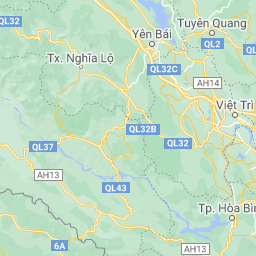 QL32
Tuyên Quang
Yên Bái
QL2
Tx. Nghĩa Lộ
QL32C
AH14
Việt Trì
QL32B
QL37
QL32
AH13
QL43
Tp. Hòa Bìn
6A
AH13